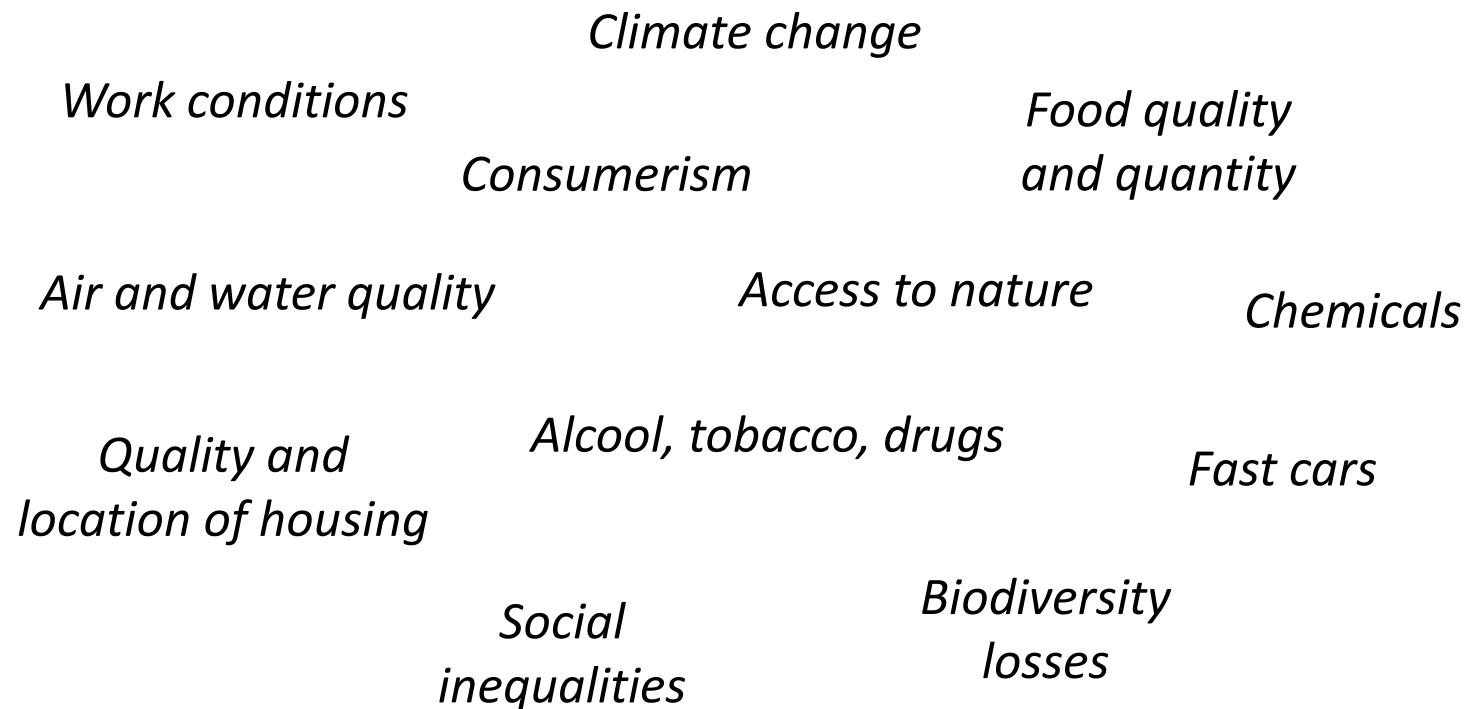 Climate change
Work conditions
Food quality
and quantity
Consumerism
Air and water quality
Access to nature
Chemicals
Quality and
location of housing
Alcool, tobacco, drugs
Fast cars
Social
inequalities
Biodiversity
losses